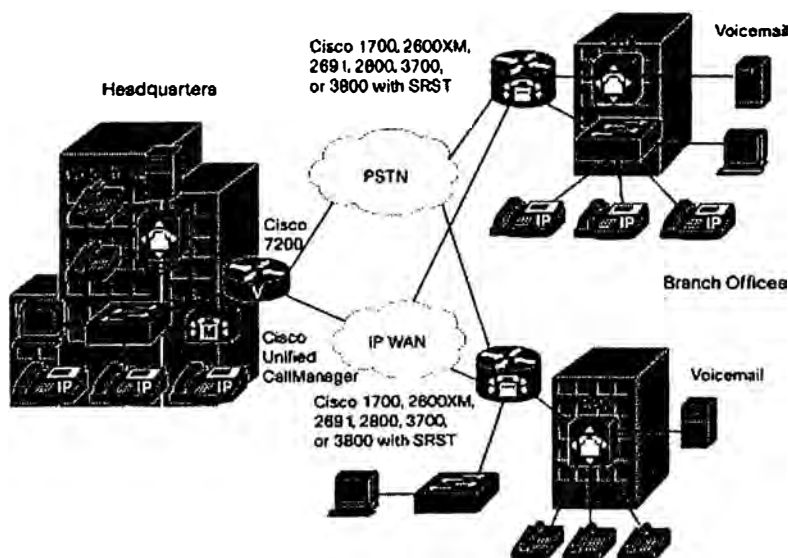 Voicemail
Cisco 1700, 2600XM,
2691, 2800, 3700,
or 3800 with SRST
Headquarters
PSTN
IP
IP
IP
Cisco
7200
V
Branch Offices
M
Cisco
Unified
CallManager
IP WAN
IP
IP
IP
Voicemail
Cisco 1700, 2600XM,
2691, 2800, 3700,
or 3800 with SRST